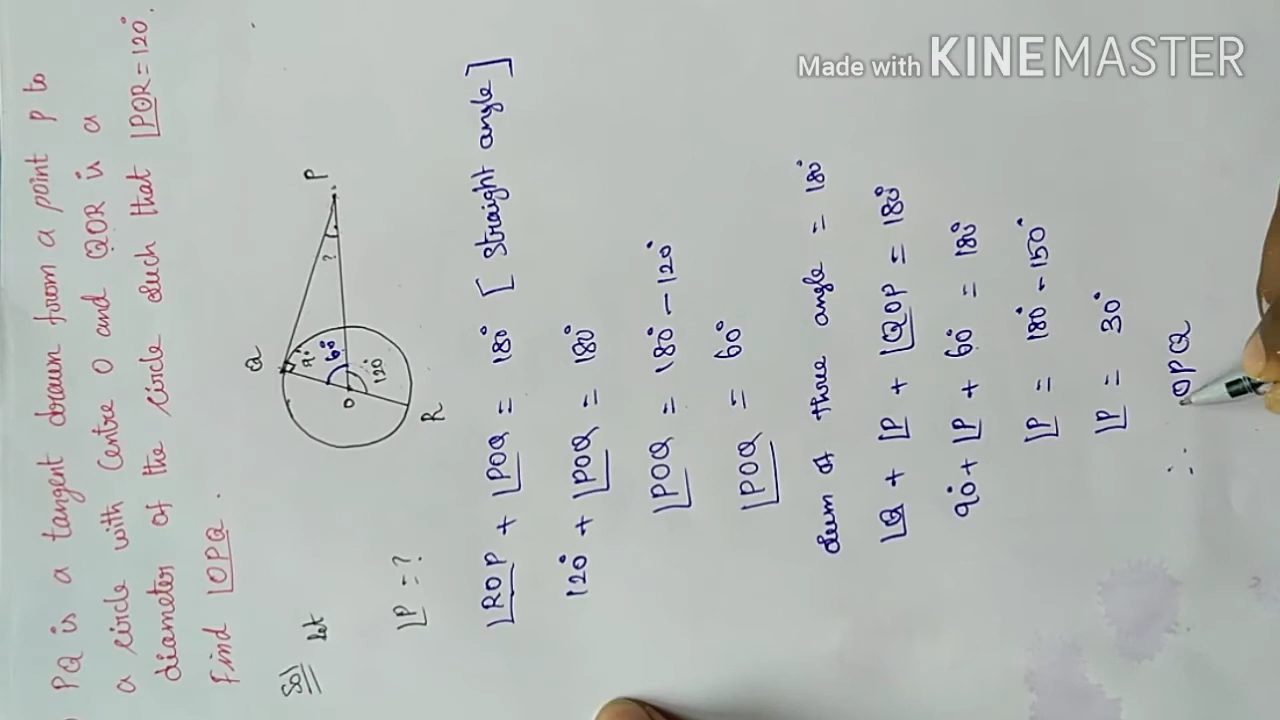 PQ is a tangent drawn from a point P to
a circle with Centre O and QOR is a
diameter of the circle such that ∠POR = 120°.
Find ∠OPQ.
Sol let
∠P = ?
Q
P
?
90°
60°
O
120°
R
∠ROP + ∠POQ = 180° [Straight angle]
120° + ∠POQ = 180°
∠POQ = 180° - 120°
∠POQ = 60°
Sum of three angle = 180°
∠Q + ∠P + ∠QOP = 180°
90° + ∠P + 60° = 180°
∠P = 180° - 150°
∠P = 30°
∴ OPQ
Made with KINEMASTER